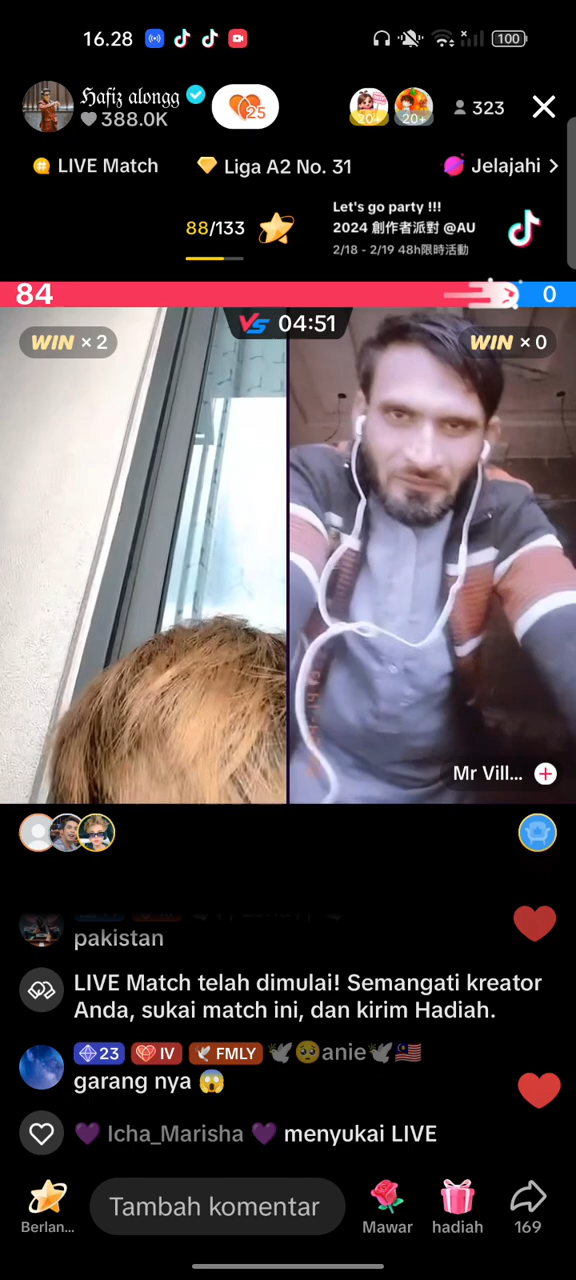 16.28
100
ℌafiz alongg
388.0K
25
20+
20+
323
LIVE Match
Liga A2 No. 31
Jelajahi
88/133
Let's go party !!!
2024 創作者派對 @AU
2/18 - 2/19 48h限時活動
84
0
VS 04:51
WIN × 2
WIN × 0
Mr Vill...
pakistan
LIVE Match telah dimulai! Semangati kreator
Anda, sukai match ini, dan kirim Hadiah.
23 IV FMLY 🕊🥺anie🕊🇲🇾
garang nya 😱
💜 Icha_Marisha 💜 menyukai LIVE
Berlan...
Tambah komentar
Mawar
hadiah
169